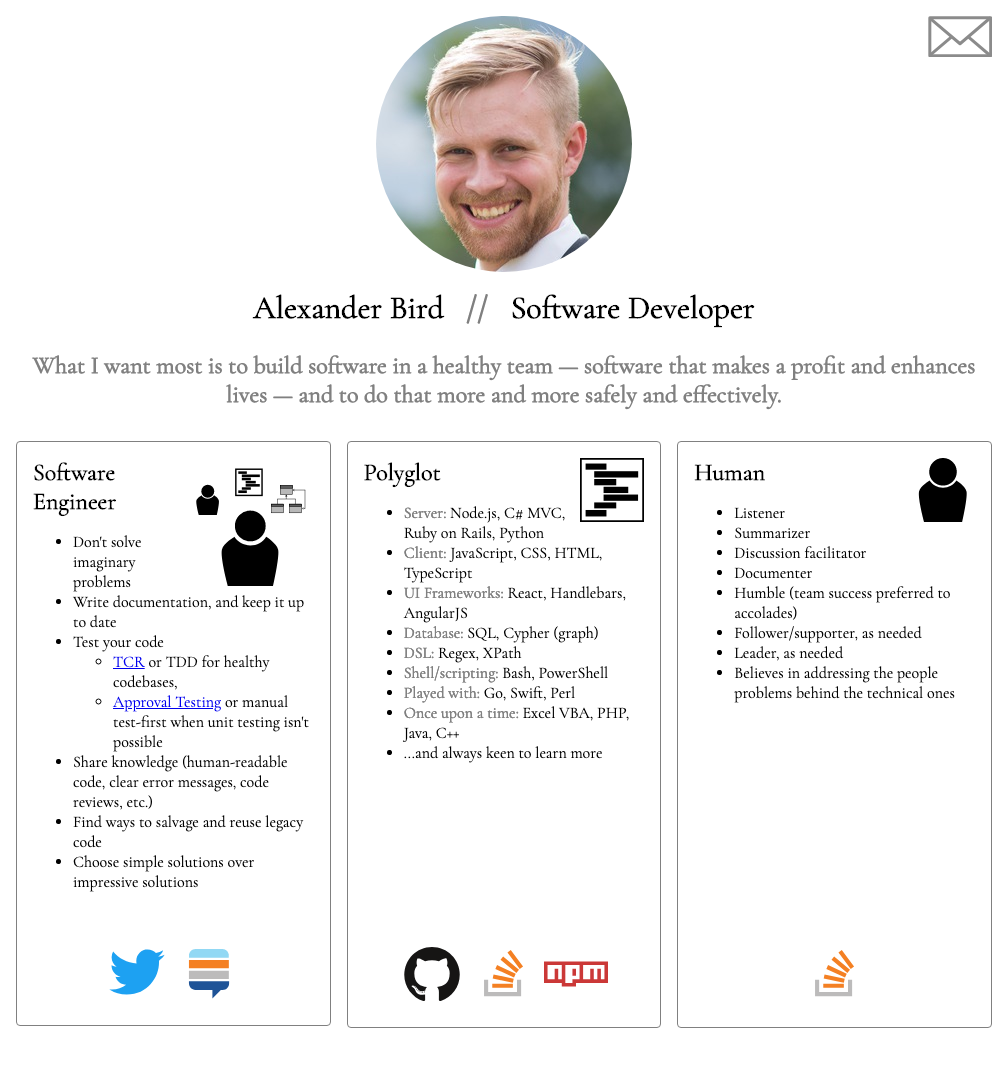 Alexander Bird // Software Developer
What I want most is to build software in a healthy team — software that makes a profit and enhances
lives — and to do that more and more safely and effectively.
Software
Engineer
Don't solve
imaginary
problems
Write documentation, and keep it up
to date
Test your code
TCR or TDD for healthy
codebases,
Approval Testing or manual
test-first when unit testing isn't
possible
Share knowledge (human-readable
code, clear error messages, code
reviews, etc.)
Find ways to salvage and reuse legacy
code
Choose simple solutions over
impressive solutions
Polyglot
Server: Node.js, C# MVC,
Ruby on Rails, Python
Client: JavaScript, CSS, HTML,
TypeScript
UI Frameworks: React, Handlebars,
AngularJS
Database: SQL, Cypher (graph)
DSL: Regex, XPath
Shell/scripting: Bash, PowerShell
Played with: Go, Swift, Perl
Once upon a time: Excel VBA, PHP,
Java, C++
...and always keen to learn more
npm
Human
Listener
Summarizer
Discussion facilitator
Documenter
Humble (team success preferred to
accolades)
Follower/supporter, as needed
Leader, as needed
Believes in addressing the people
problems behind the technical ones